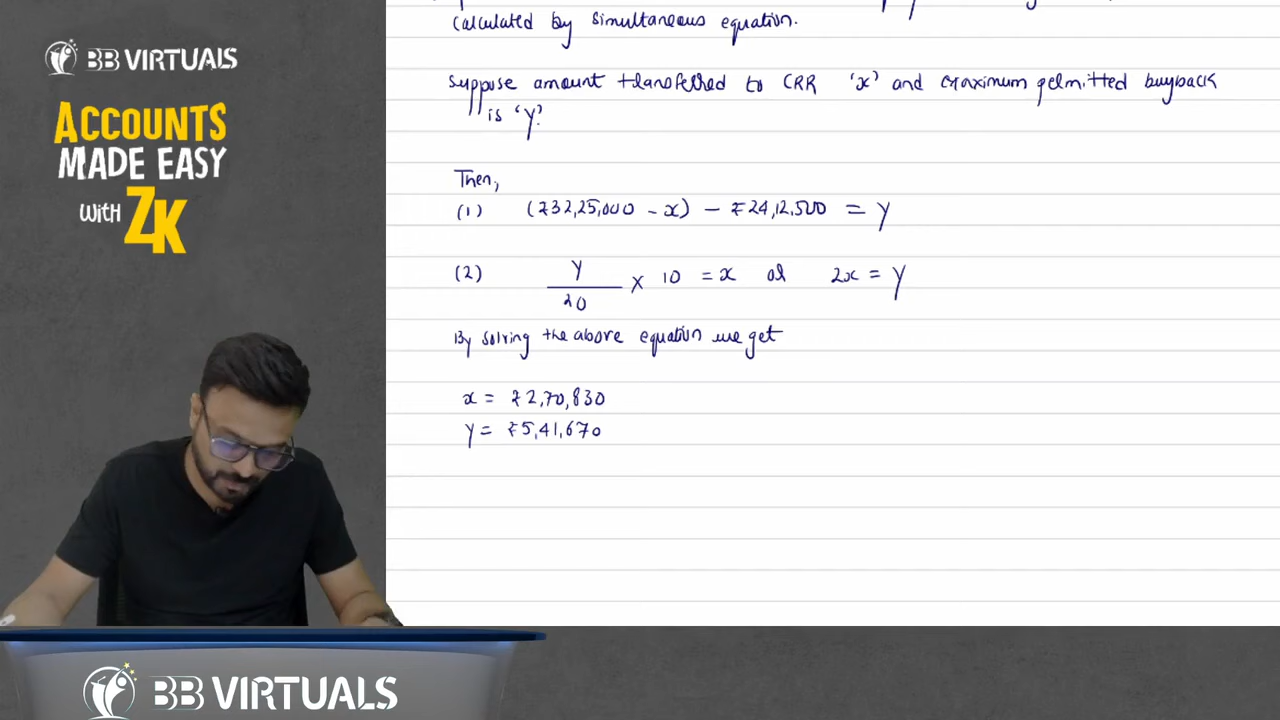 BB VIRTUALS
ACCOUNTS
MADE EASY
with ZK
calculated by simultaneous equation.
Suppose amount transferred to CRR 'x' and maximum permitted buyback
is 'y'.
Then,
(1) (₹32,25,000 - x) - ₹24,12,500 = y
(2) y/20 × 10 = x or 2x = y
By solving the above equation we get
x = ₹2,70,830
y = ₹5,41,670
BB VIRTUALS